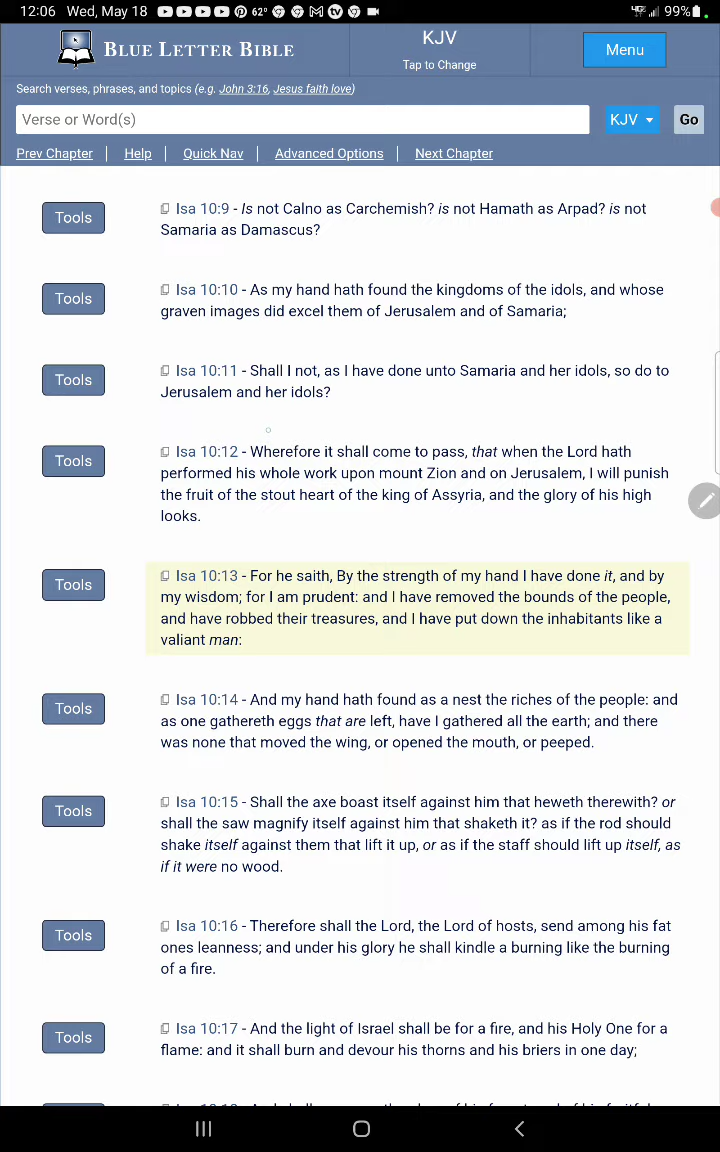 12:06 Wed, May 18 62° 99%
BLUE LETTER BIBLE
KJV
Tap to Change
Menu
Search verses, phrases, and topics (e.g. John 3:16, Jesus faith love)
Verse or Word(s)
KJV
Go
Prev Chapter | Help | Quick Nav | Advanced Options | Next Chapter
Tools
Isa 10:9 - Is not Calno as Carchemish? is not Hamath as Arpad? is not
Samaria as Damascus?
Tools
Isa 10:10 - As my hand hath found the kingdoms of the idols, and whose
graven images did excel them of Jerusalem and of Samaria;
Tools
Isa 10:11 - Shall I not, as I have done unto Samaria and her idols, so do to
Jerusalem and her idols?
Tools
Isa 10:12 - Wherefore it shall come to pass, that when the Lord hath
performed his whole work upon mount Zion and on Jerusalem, I will punish
the fruit of the stout heart of the king of Assyria, and the glory of his high
looks.
Tools
Isa 10:13 - For he saith, By the strength of my hand I have done it, and by
my wisdom; for I am prudent: and I have removed the bounds of the people,
and have robbed their treasures, and I have put down the inhabitants like a
valiant man:
Tools
Isa 10:14 - And my hand hath found as a nest the riches of the people: and
as one gathereth eggs that are left, have I gathered all the earth; and there
was none that moved the wing, or opened the mouth, or peeped.
Tools
Isa 10:15 - Shall the axe boast itself against him that heweth therewith? or
shall the saw magnify itself against him that shaketh it? as if the rod should
shake itself against them that lift it up, or as if the staff should lift up itself, as
if it were no wood.
Tools
Isa 10:16 - Therefore shall the Lord, the Lord of hosts, send among his fat
ones leanness; and under his glory he shall kindle a burning like the burning
of a fire.
Tools
Isa 10:17 - And the light of Israel shall be for a fire, and his Holy One for a
flame: and it shall burn and devour his thorns and his briers in one day;